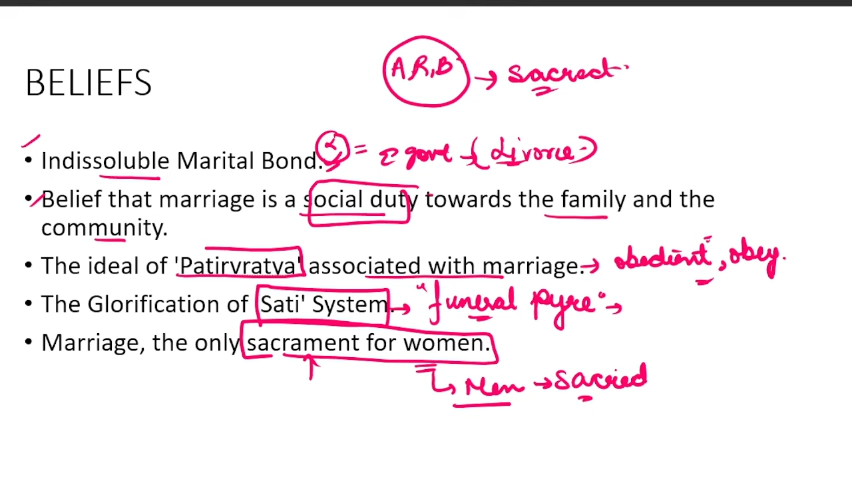 A,R,B → sacred
BELIEFS
• Indissoluble Marital Bond. = govt → (divorce)
• Belief that marriage is a social duty towards the family and the
community.
• The ideal of 'Patirvratya' associated with marriage. → obedient, obey.
• The Glorification of Sati' System. → "funeral pyre" →
• Marriage, the only sacrament for women.
Men → sacred